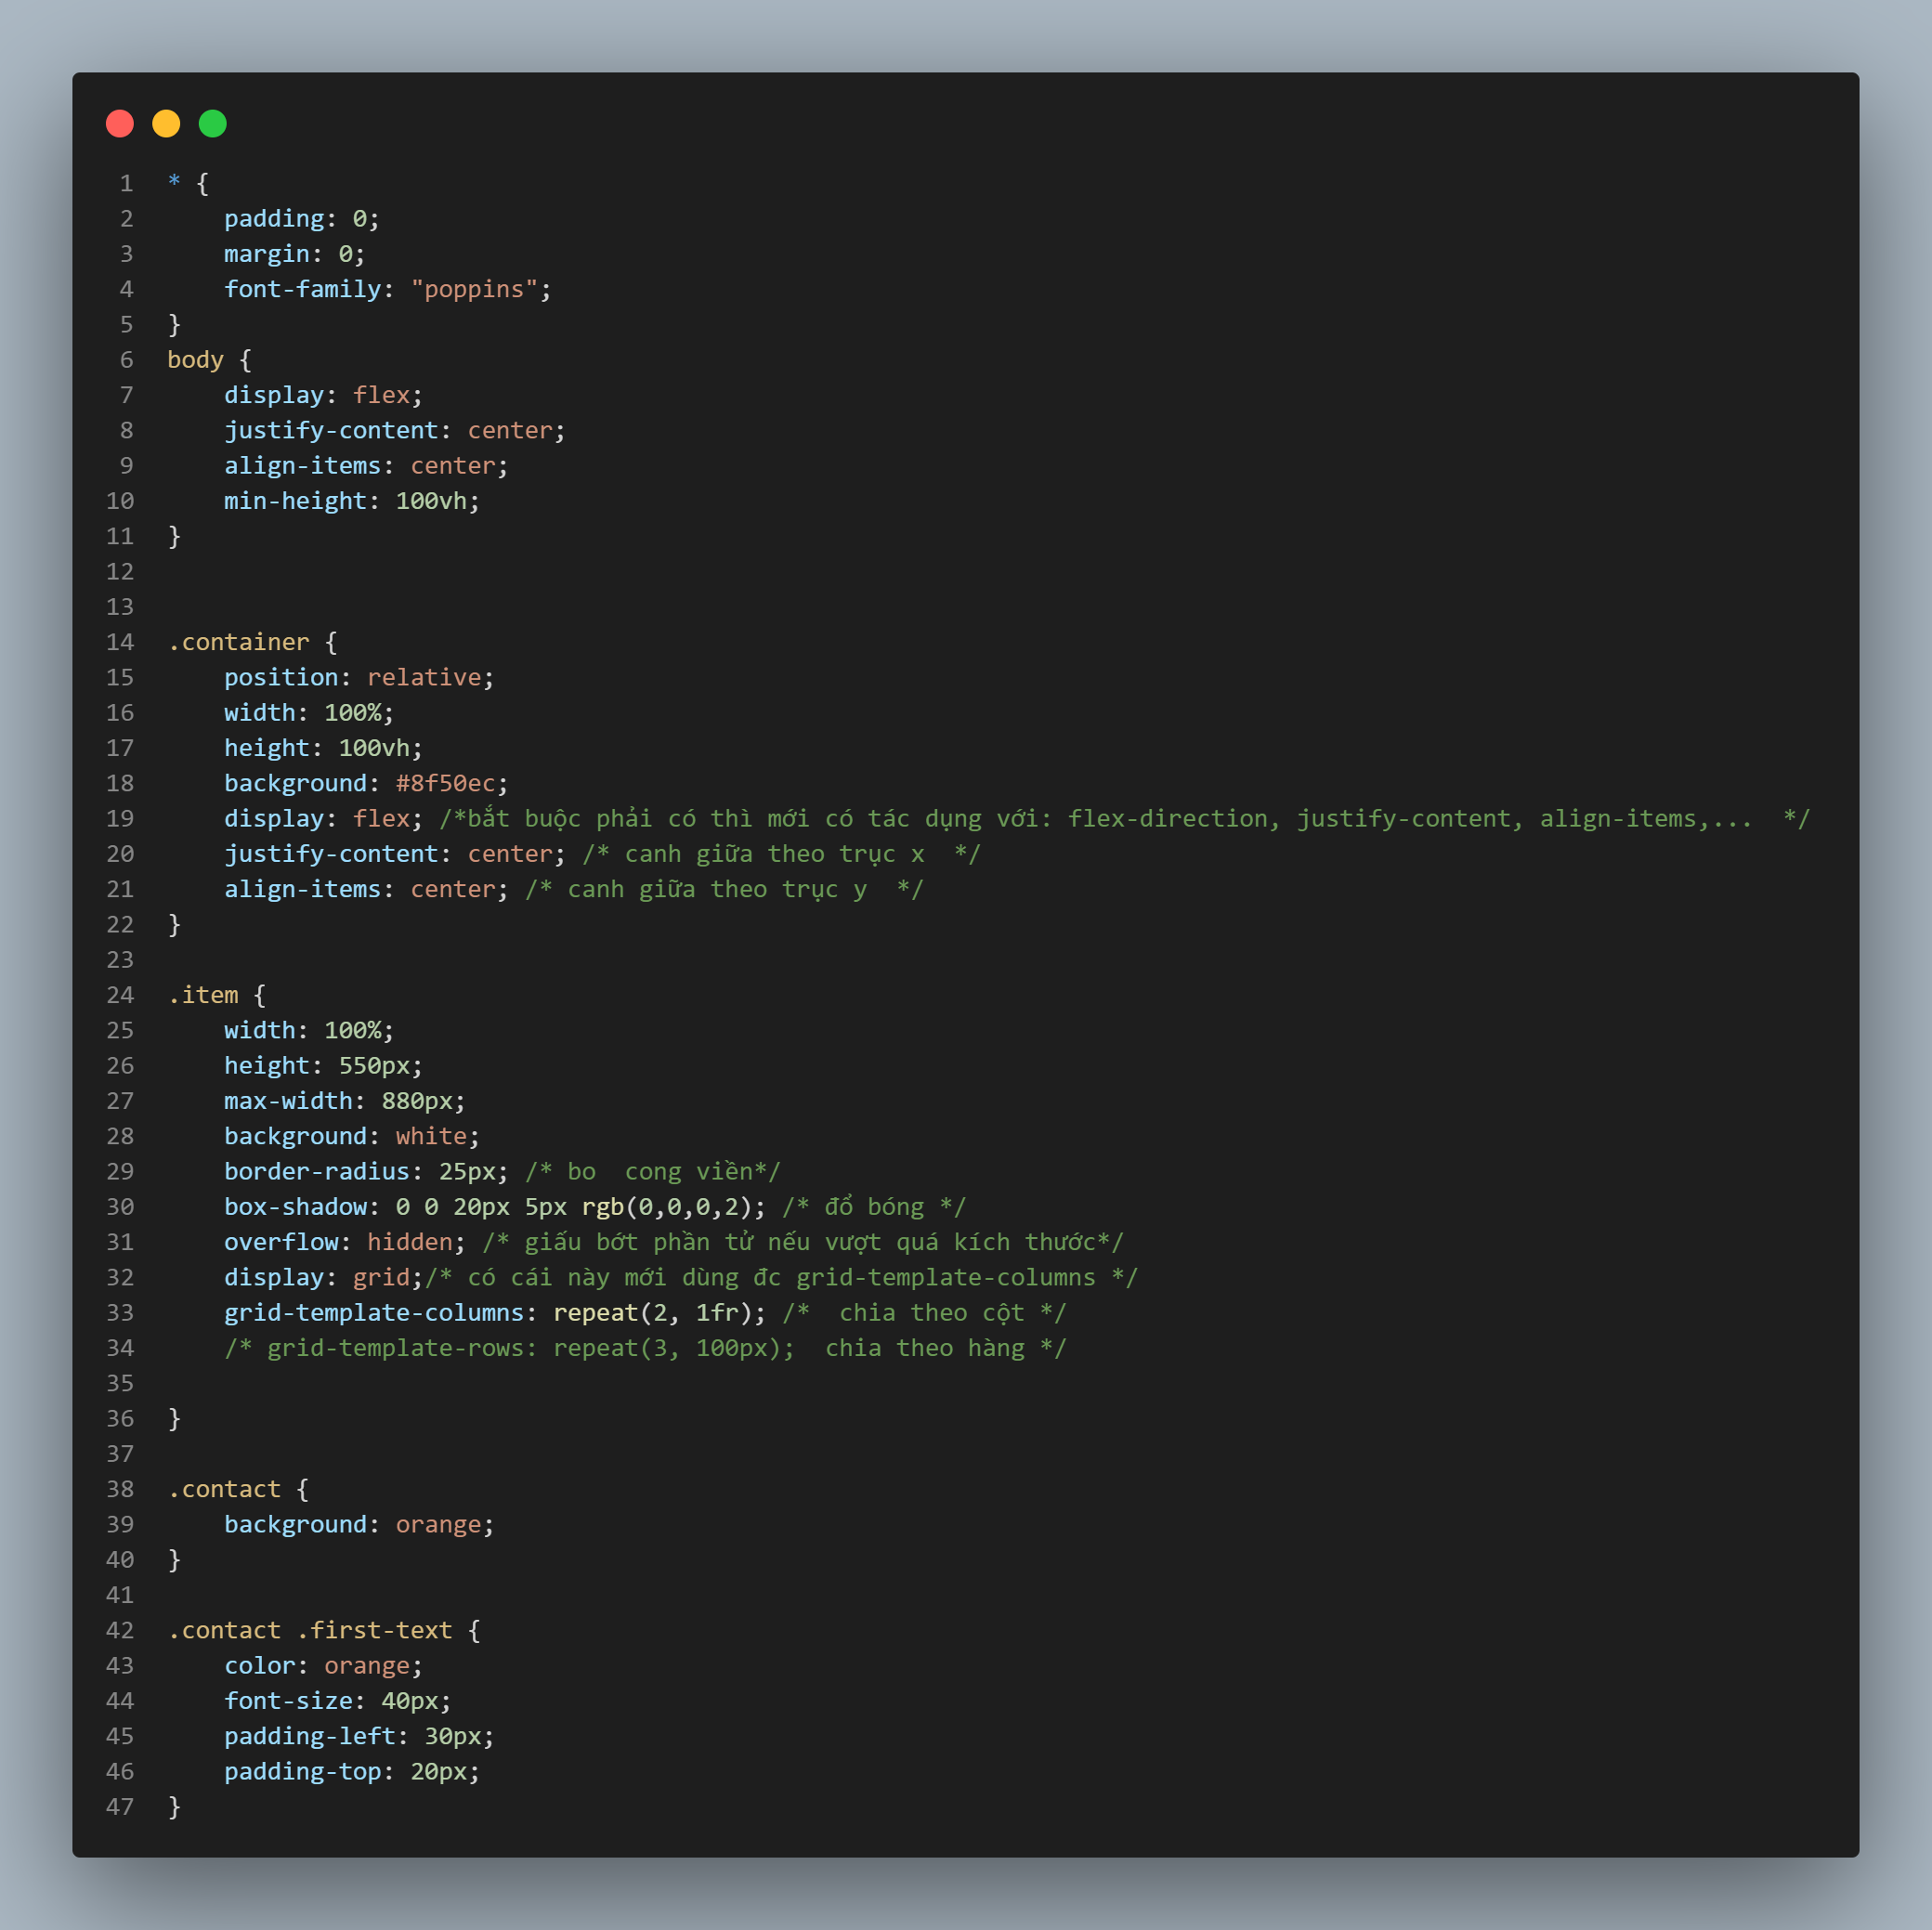 1 * {
2     padding: 0;
3     margin: 0;
4     font-family: "poppins";
5 }
6 body {
7     display: flex;
8     justify-content: center;
9     align-items: center;
10     min-height: 100vh;
11 }
12
13
14 .container {
15     position: relative;
16     width: 100%;
17     height: 100vh;
18     background: #8f50ec;
19     display: flex; /*bắt buộc phải có thì mới có tác dụng với: flex-direction, justify-content, align-items,...  */
20     justify-content: center; /* canh giữa theo trục x  */
21     align-items: center; /* canh giữa theo trục y  */
22 }
23
24 .item {
25     width: 100%;
26     height: 550px;
27     max-width: 880px;
28     background: white;
29     border-radius: 25px; /* bo  cong viền*/
30     box-shadow: 0 0 20px 5px rgb(0,0,0,2); /* đổ bóng */
31     overflow: hidden; /* giấu bớt phần tử nếu vượt quá kích thước*/
32     display: grid;/* có cái này mới dùng đc grid-template-columns */
33     grid-template-columns: repeat(2, 1fr); /*  chia theo cột */
34     /* grid-template-rows: repeat(3, 100px);  chia theo hàng */
35
36 }
37
38 .contact {
39     background: orange;
40 }
41
42 .contact .first-text {
43     color: orange;
44     font-size: 40px;
45     padding-left: 30px;
46     padding-top: 20px;
47 }